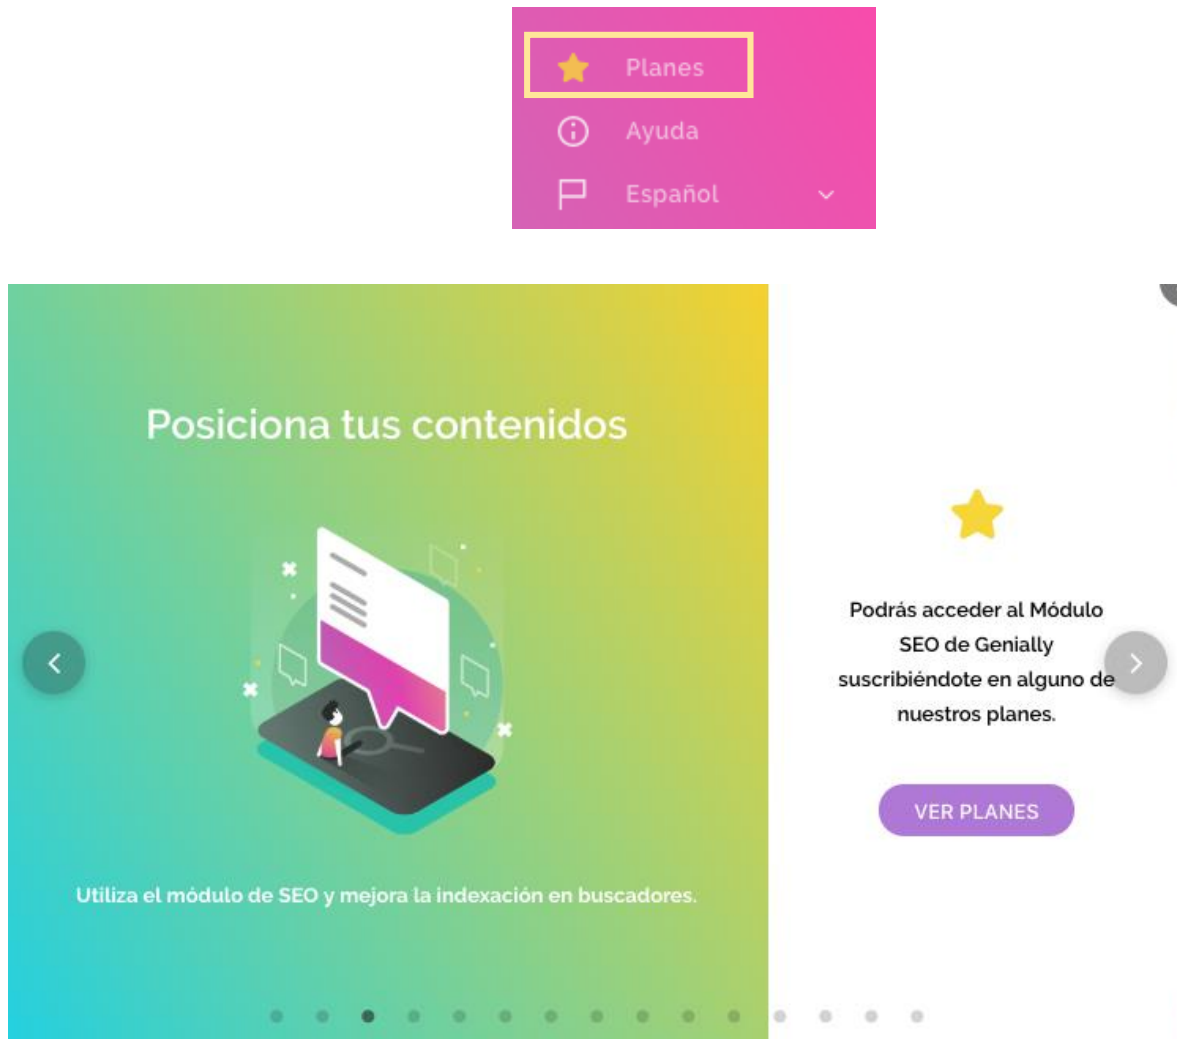 Planes
Ayuda
Español
Posiciona tus contenidos
Utiliza el módulo de SEO y mejora la indexación en buscadores.
Podrás acceder al Módulo
SEO de Genially
suscribiéndote en alguno de
nuestros planes.
VER PLANES